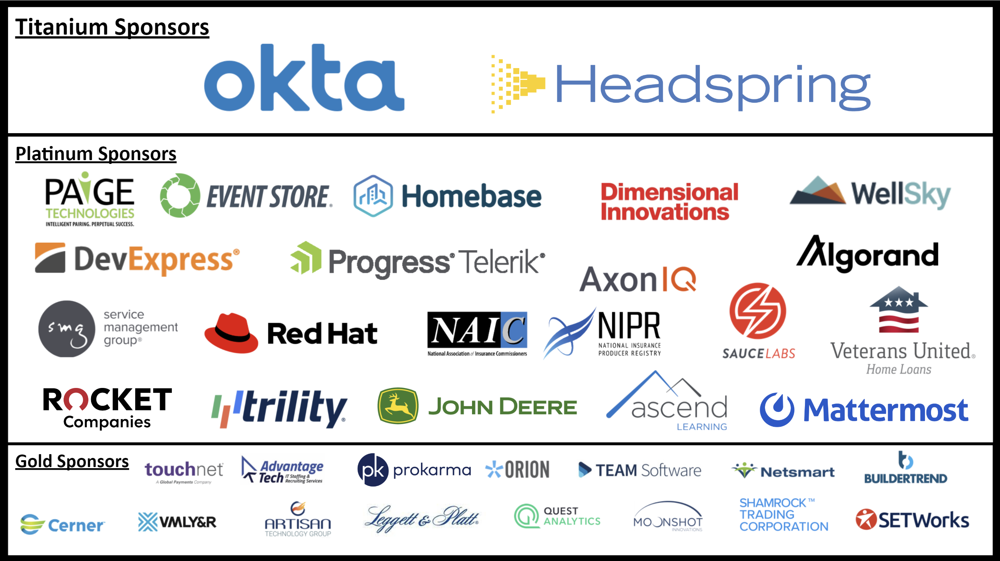 Titanium Sponsors
okta
Headspring
Platinum Sponsors
PAiGE
TECHNOLOGIES
INTELLIGENT PAIRING. PERPETUAL SUCCESS.
EVENT STORE®
Homebase
Dimensional
Innovations
WellSky
DevExpress®
Progress® Telerik®
AxonIQ
Algorand
smg
service
management
group®
Red Hat
NAIC
National Association of Insurance Commissioners
NIPR
NATIONAL INSURANCE
PRODUCER REGISTRY
SAUCELABS
Veterans United®
Home Loans
ROCKET
Companies
trility®
JOHN DEERE
ascend
LEARNING
Mattermost
Gold Sponsors
touchnet®
A Global Payments Company
Advantage
Tech IT Staffing &
Recruiting Services
pk prokarma
ORION
TEAM Software
Netsmart
BUILDERTREND
Cerner™
VMLY&R
ARTISAN
TECHNOLOGY GROUP
Leggett & Platt®
QUEST
ANALYTICS
MOONSHOT
INNOVATIONS
SHAMROCK™
TRADING
CORPORATION
SETWorks